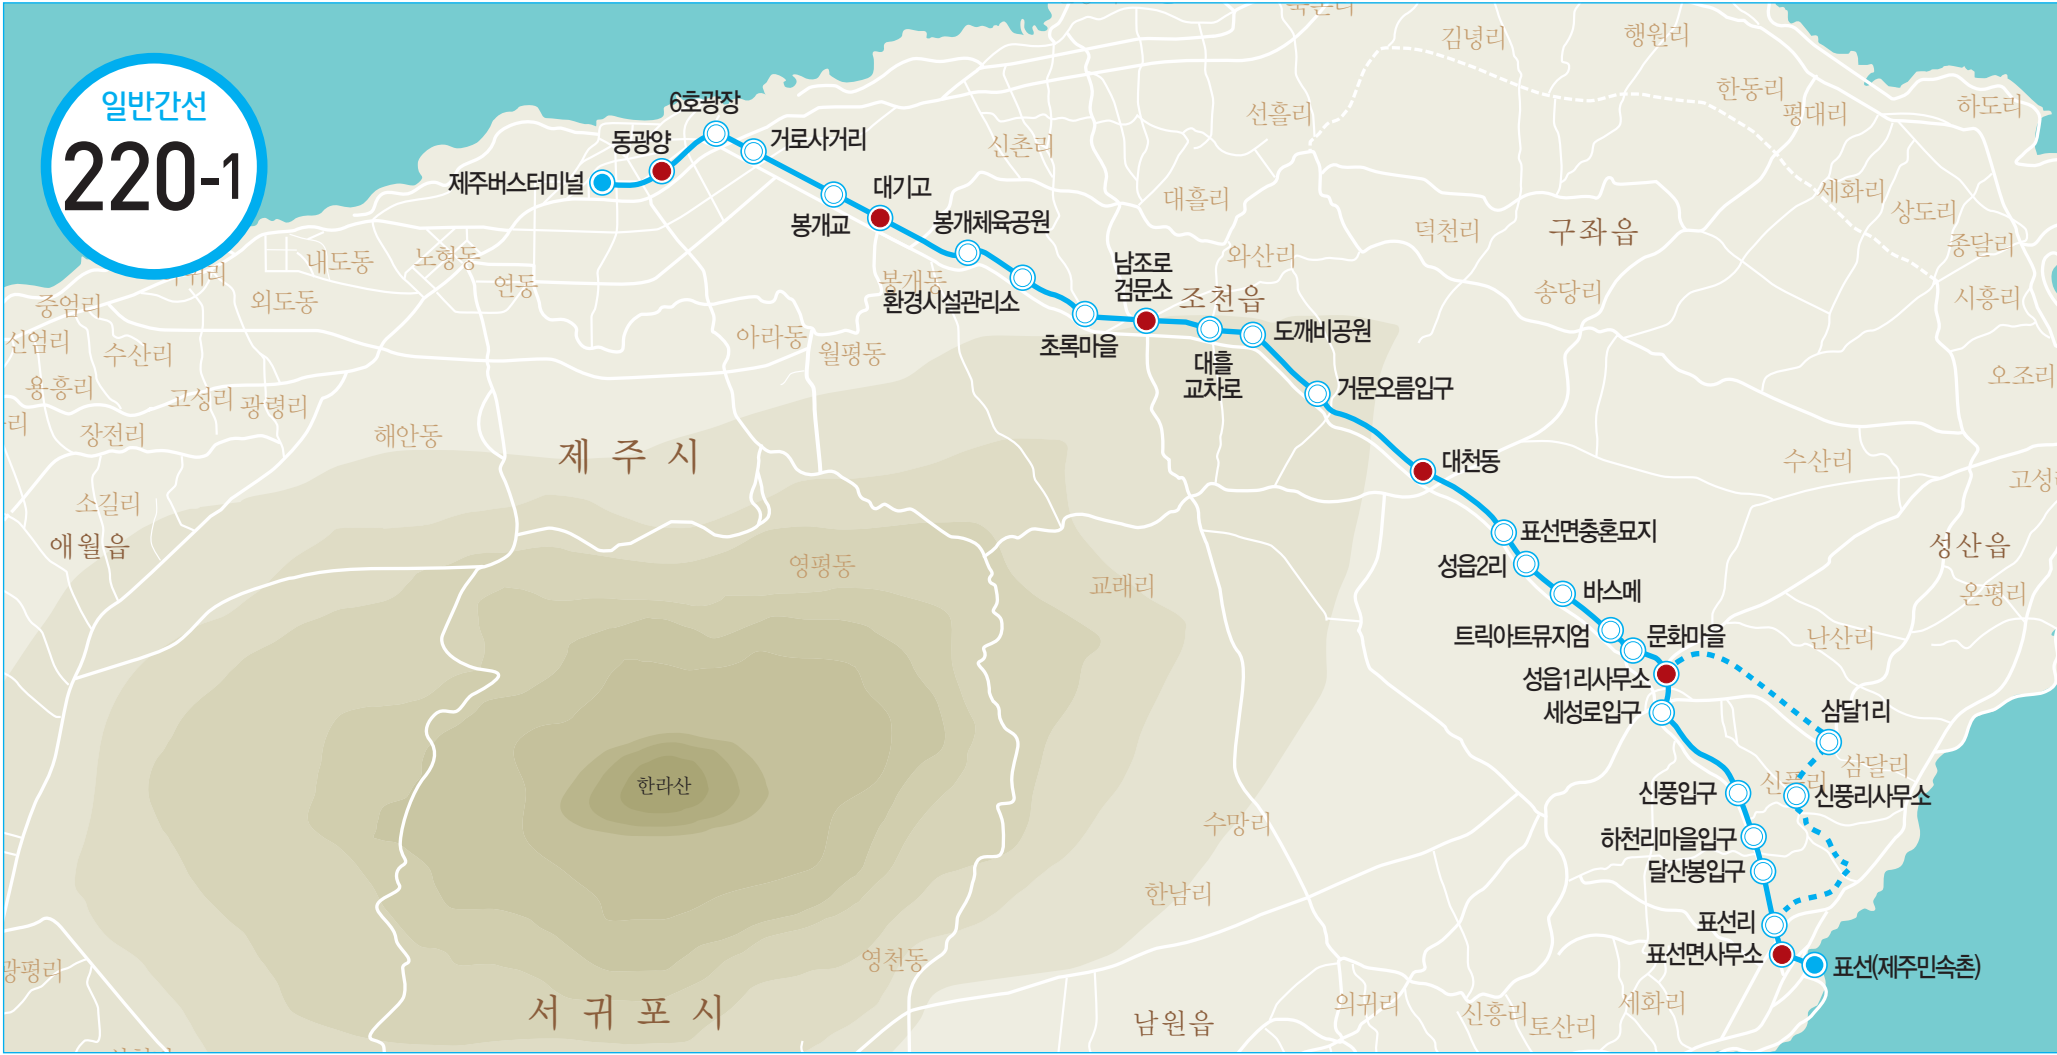 일반간선
220-1
6호광장
동광양
거로사거리
제주버스터미널
대기고
봉개교
봉개체육공원
환경시설관리소
남조로
검문소
초록마을
도깨비공원
대흘
교차로
거문오름입구
대천동
표선면충혼묘지
성읍2리
바스메
트릭아트뮤지엄
문화마을
성읍1리사무소
세성로입구
삼달1리
신풍입구
신풍리사무소
하천리마을입구
달산봉입구
표선리
표선면사무소
표선(제주민속촌)
김녕리
행원리
한동리
평대리
하도리
선흘리
신촌리
대흘리
세화리
상도리
종달리
덕천리
구좌읍
와산리
조천읍
송당리
시흥리
내도동
노형동
연동
외도동
중엄리
신엄리
수산리
용흥리
고성리
광령리
장전리
해안동
봉개동
아라동
월평동
오조리
제 주 시
수산리
소길리
애월읍
영평동
교래리
성산읍
온평리
난산리
삼달리
신풍리
한라산
수망리
한남리
영천동
광평리
서 귀 포 시
남원읍
의귀리
신흥리
토산리
세화리